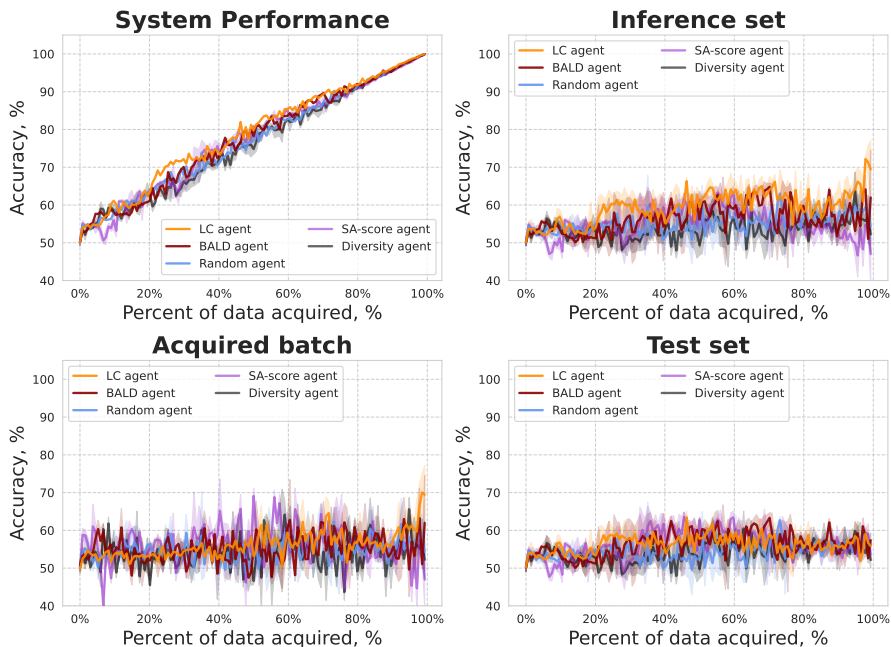 System Performance
Accuracy, %
100
90
80
70
60
50
40
LC agent
BALD agent
Random agent
SA-score agent
Diversity agent
0%
20%
40%
60%
80%
100%
Percent of data acquired, %
Inference set
Accuracy, %
100
90
80
70
60
50
40
LC agent
BALD agent
Random agent
SA-score agent
Diversity agent
0%
20%
40%
60%
80%
100%
Percent of data acquired, %
Acquired batch
Accuracy, %
100
90
80
70
60
50
40
LC agent
BALD agent
Random agent
SA-score agent
Diversity agent
0%
20%
40%
60%
80%
100%
Percent of data acquired, %
Test set
Accuracy, %
100
90
80
70
60
50
40
LC agent
BALD agent
Random agent
SA-score agent
Diversity agent
0%
20%
40%
60%
80%
100%
Percent of data acquired, %